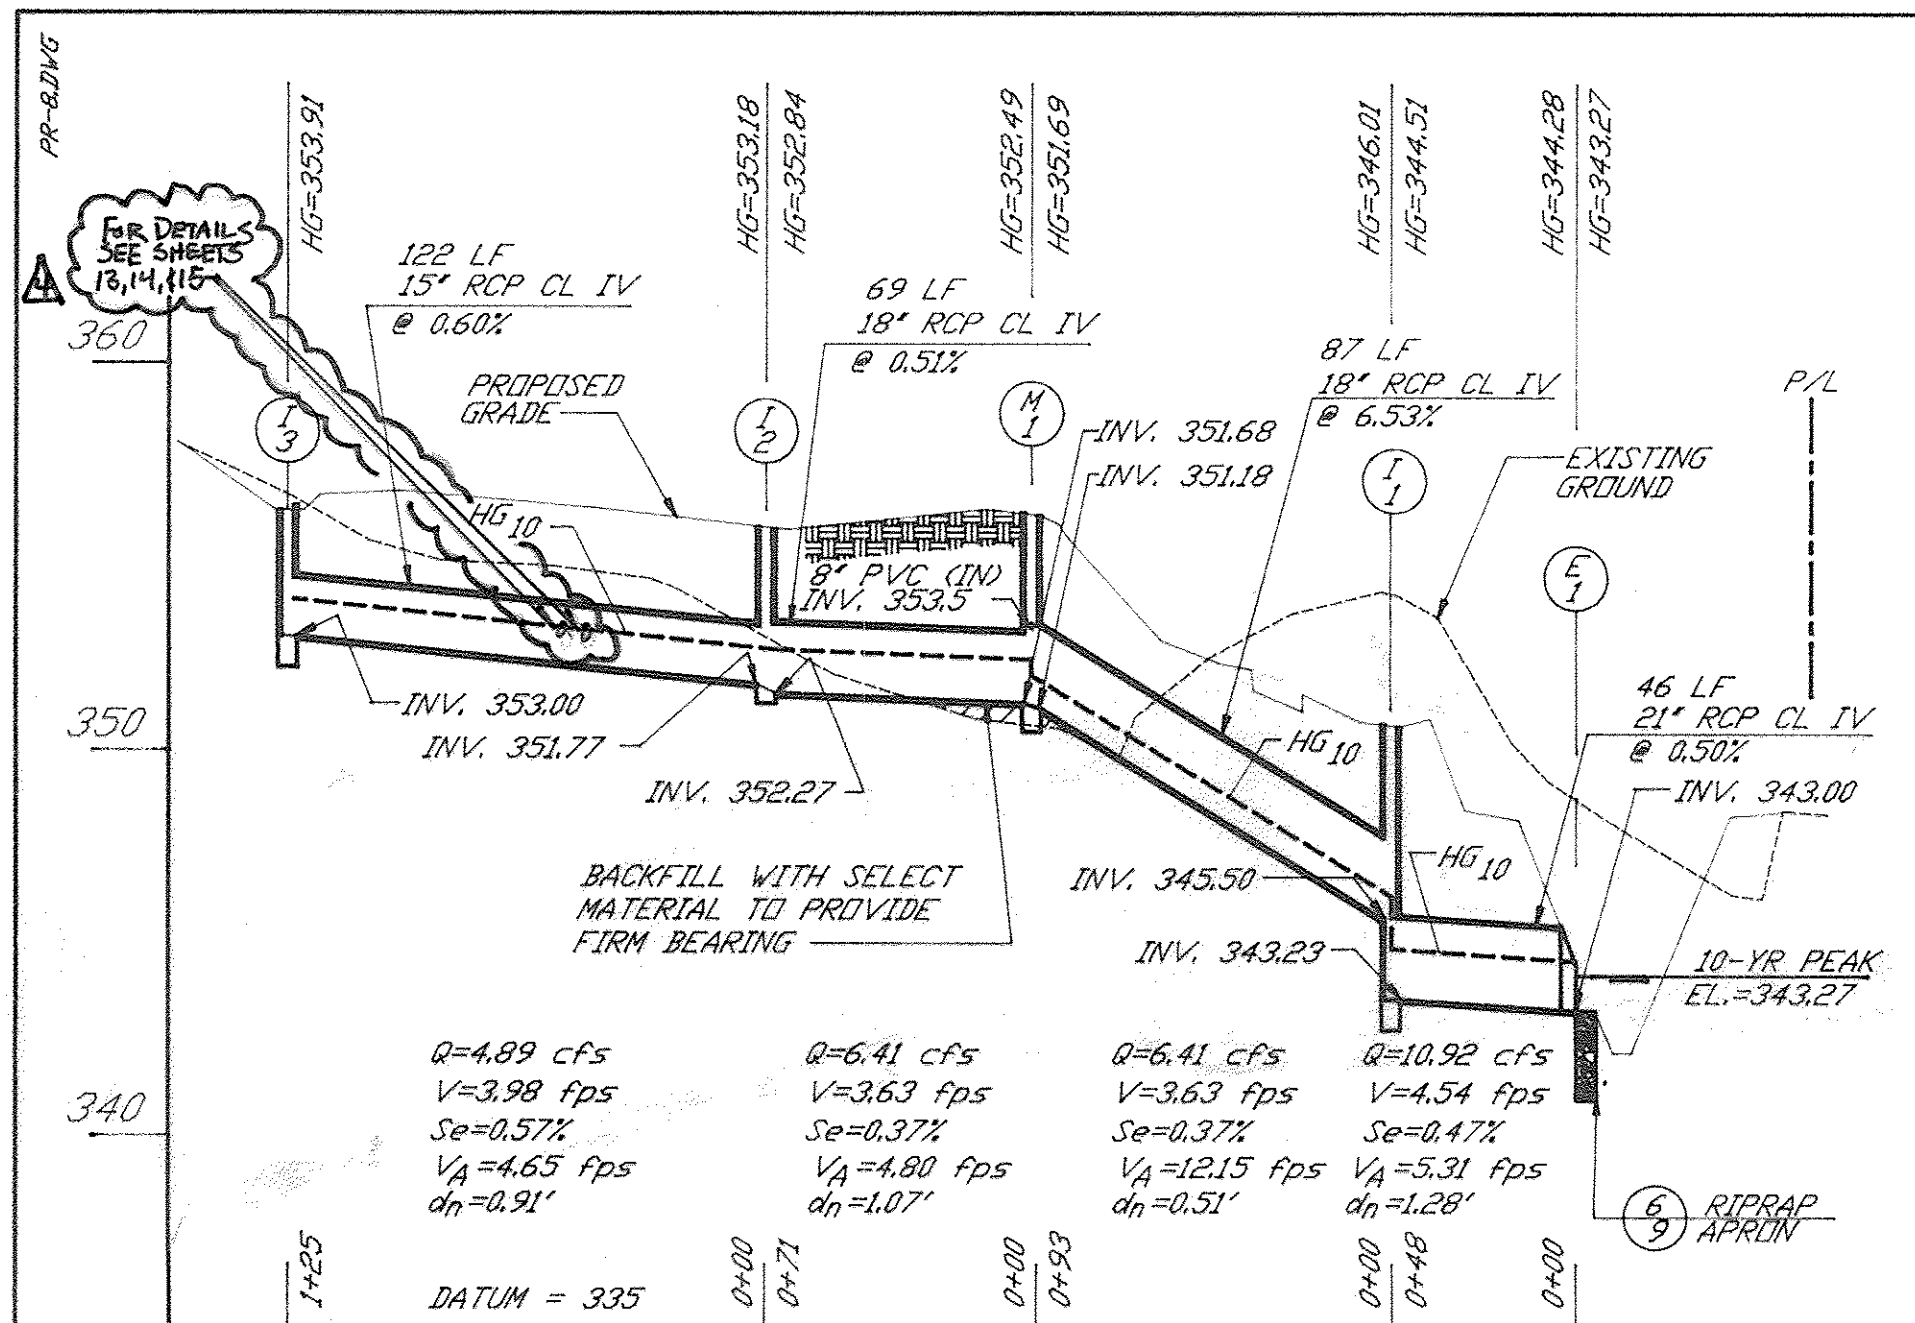 PR-8.DWG
HG=353.91
HG=353.18
HG=352.84
HG=352.49
HG=351.69
HG=346.01
HG=344.51
HG=344.28
HG=343.27
FOR DETAILS
SEE SHEETS
13,14,&15
4
122 LF
15" RCP CL IV
@ 0.60%
69 LF
18" RCP CL IV
@ 0.51%
87 LF
18" RCP CL IV
@ 6.53%
P/L
360
PROPOSED
GRADE
I
3
I
2
M
1
INV. 351.68
INV. 351.18
I
1
EXISTING
GROUND
E
1
HG10
8" PVC (IN)
INV. 353.5
INV. 353.00
INV. 351.77
INV. 352.27
350
HG10
46 LF
21" RCP CL IV
@ 0.50%
INV. 343.00
BACKFILL WITH SELECT
MATERIAL TO PROVIDE
FIRM BEARING
INV. 345.50
HG10
INV. 343.23
10-YR PEAK
EL.=343.27
340
Q=4.89 cfs
V=3.98 fps
Se=0.57%
VA=4.65 fps
dn=0.91'
Q=6.41 cfs
V=3.63 fps
Se=0.37%
VA=4.80 fps
dn=1.07'
Q=6.41 cfs
V=3.63 fps
Se=0.37%
VA=12.15 fps
dn=0.51'
Q=10.92 cfs
V=4.54 fps
Se=0.47%
VA=5.31 fps
dn=1.28'
6
9
RIPRAP
APRON
1+25
DATUM = 335
0+00
0+71
0+00
0+93
0+00
0+48
0+00